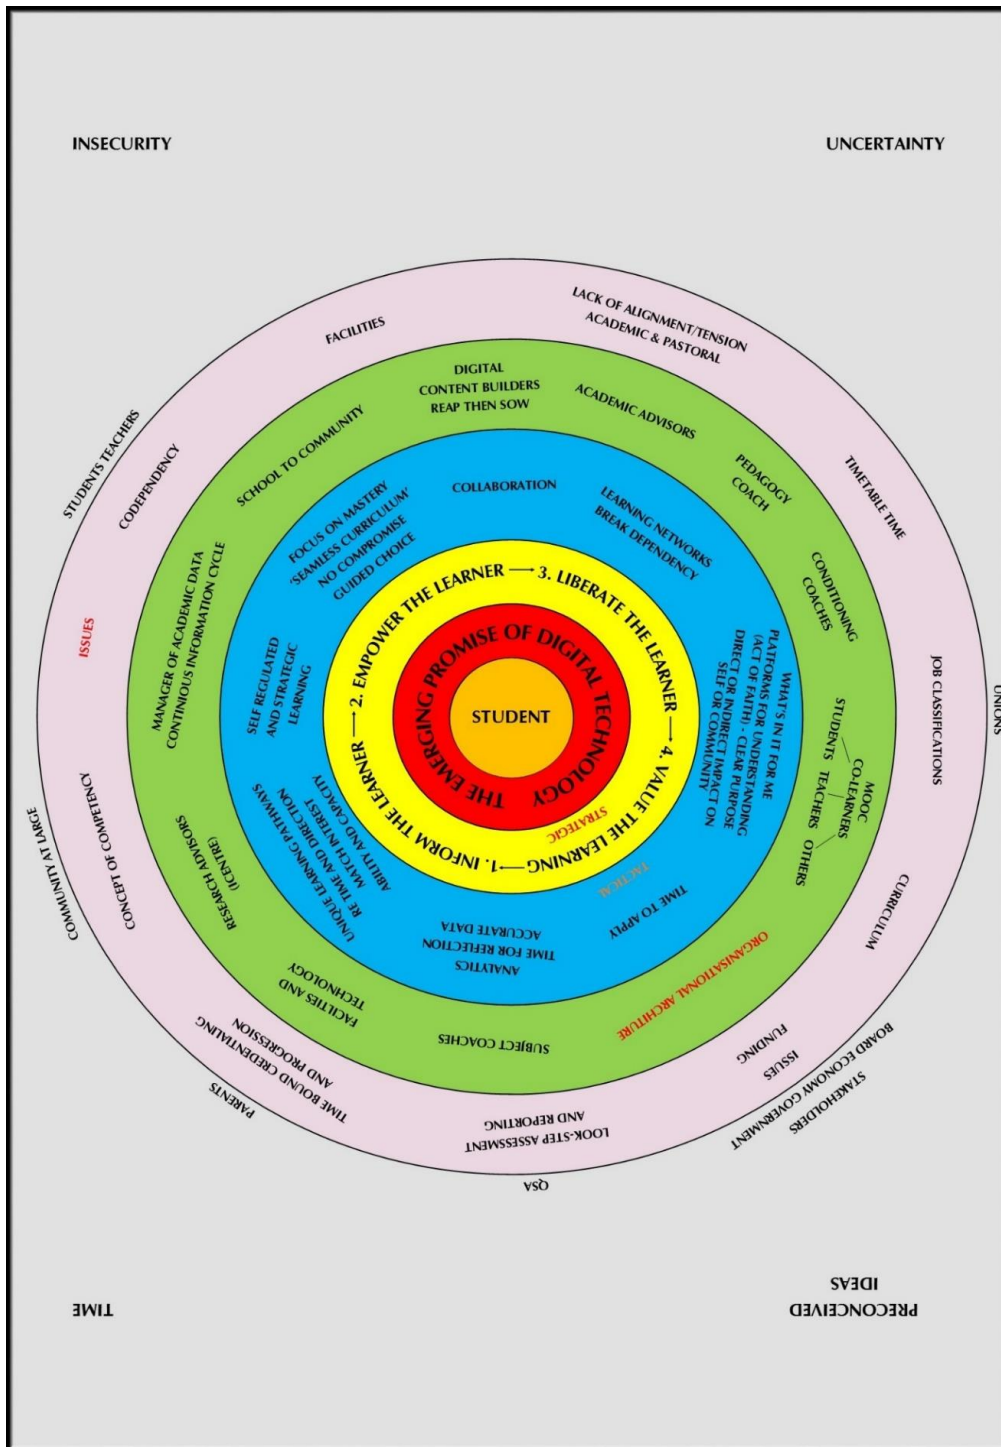 INSECURITY
UNCERTAINTY
LACK OF ALIGNMENT/TENSION
ACADEMIC & PASTORAL
FACILITIES
TIMETABLE TIME
JOB CLASSIFICATIONS
UNIONS
CURRICULUM
FUNDING
ISSUES
BOARD ECONOMY GOVERNMENT
STAKEHOLDERS
LOOK-STEP ASSESSMENT
AND REPORTING
QSA
TIME BOUND CREDENTIALING
AND PROGRESSION
PARENTS
CONCEPT OF COMPETENCY
COMMUNITY AT LARGE
ISSUES
CODEPENDENCY
STUDENTS TEACHERS
DIGITAL
CONTENT BUILDERS
REAP THEN SOW
ACADEMIC ADVISORS
PEDAGOGY
COACH
CONDITIONING
COACHES
MOOC
CO-LEARNERS
STUDENTS TEACHERS OTHERS
ORGANISATIONAL ARCHITURE
SUBJECT COACHES
FACILITIES AND
TECHNOLOGY
RESEARCH ADVISORS
(ICENTRE)
MANAGER OF ACADEMIC DATA
CONTINIOUS INFORMATION CYCLE
SCHOOL TO COMMUNITY
COLLABORATION
LEARNING NETWORKS
BREAK DEPENDENCY
WHAT'S IN IT FOR ME
PLATFORMS FOR UNDERSTANDING
(ACT OF FAITH) - CLEAR PURPOSE
DIRECT OR INDIRECT IMPACT ON
SELF OR COMMUNITY
TIME TO APPLY
TACTICAL
ANALYTICS
TIME FOR REFLECTION
ACCURATE DATA
UNIQUE LEARNING PATHWAYS
RE TIME AND DIRECTION
MATCH INTEREST
ABILITY AND CAPACITY
SELF REGULATED
AND STRATEGIC
LEARNING
FOCUS ON MASTERY
'SEAMLESS CURRICULUM'
NO COMPROMISE
GUIDED CHOICE
1. INFORM THE LEARNER → 2. EMPOWER THE LEARNER → 3. LIBERATE THE LEARNER → 4. VALUE THE LEARNING →
STRATEGIC
THE EMERGING PROMISE OF DIGITAL TECHNOLOGY
STUDENT
TIME
PRECONCEIVED
IDEAS